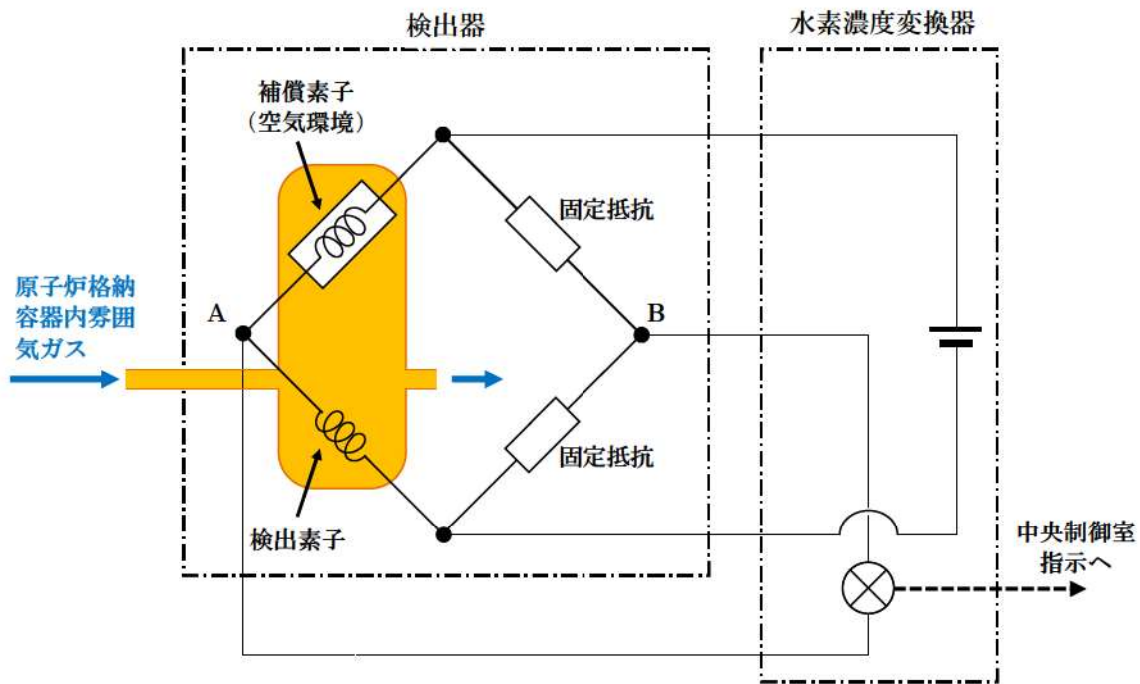 検出器
水素濃度変換器
補償素子
（空気環境）
固定抵抗
原子炉格納
容器内雰囲
気ガス
A
B
固定抵抗
検出素子
中央制御室
指示へ